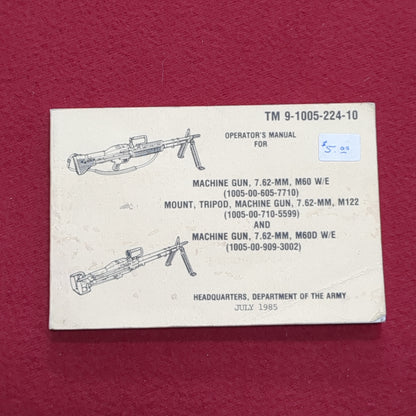 TM 9-1005-224-10
OPERATOR'S MANUAL
FOR
$5.00
MACHINE GUN, 7.62-MM, M60 W/E
(1005-00-605-7710)
MOUNT, TRIPOD, MACHINE GUN, 7.62-MM, M122
(1005-00-710-5599)
AND
MACHINE GUN, 7.62-MM, M60D W/E
(1005-00-909-3002)
HEADQUARTERS, DEPARTMENT OF THE ARMY
JULY 1985